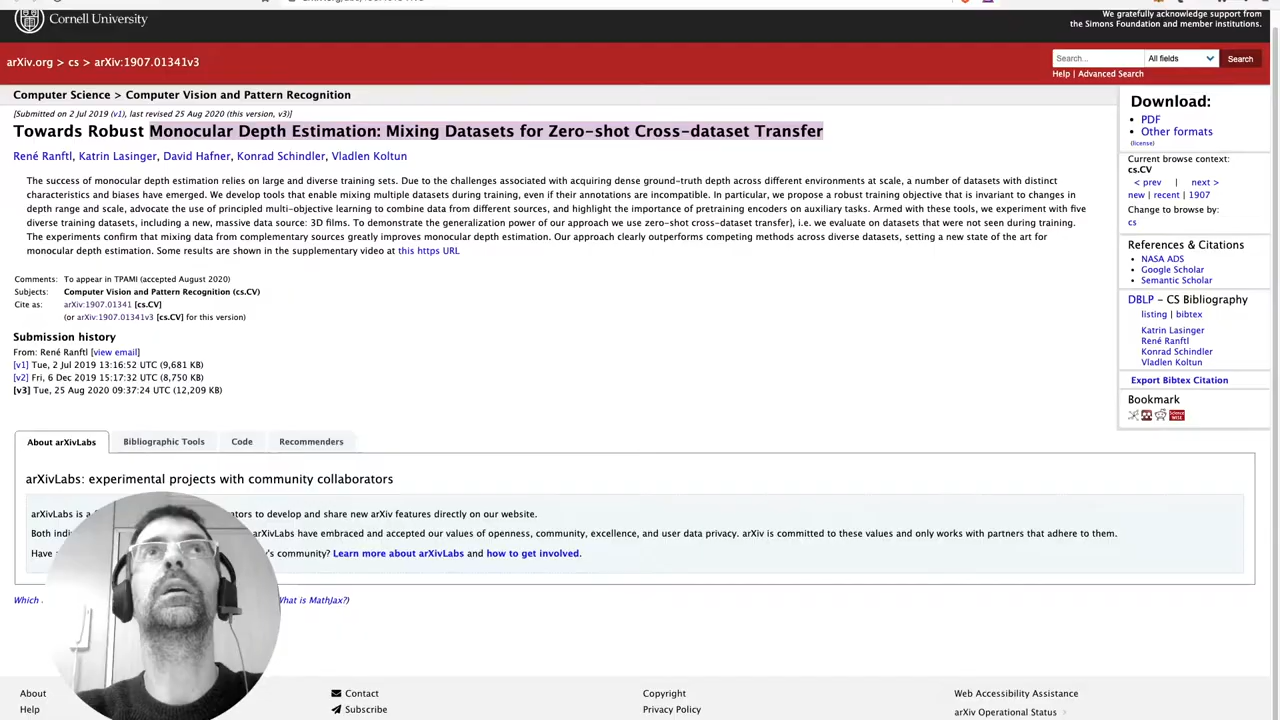 Cornell University
We gratefully acknowledge support from
the Simons Foundation and member institutions.
arXiv.org > cs > arXiv:1907.01341v3
Search...
All fields
Search
Help | Advanced Search
Computer Science > Computer Vision and Pattern Recognition
[Submitted on 2 Jul 2019 (v1), last revised 25 Aug 2020 (this version, v3)]
Towards Robust Monocular Depth Estimation: Mixing Datasets for Zero-shot Cross-dataset Transfer
René Ranftl, Katrin Lasinger, David Hafner, Konrad Schindler, Vladlen Koltun
The success of monocular depth estimation relies on large and diverse training sets. Due to the challenges associated with acquiring dense ground-truth depth across different environments at scale, a number of datasets with distinct
characteristics and biases have emerged. We develop tools that enable mixing multiple datasets during training, even if their annotations are incompatible. In particular, we propose a robust training objective that is invariant to changes in
depth range and scale, advocate the use of principled multi-objective learning to combine data from different sources, and highlight the importance of pretraining encoders on auxiliary tasks. Armed with these tools, we experiment with five
diverse training datasets, including a new, massive data source: 3D films. To demonstrate the generalization power of our approach we use zero-shot cross-dataset transfer), i.e. we evaluate on datasets that were not seen during training.
The experiments confirm that mixing data from complementary sources greatly improves monocular depth estimation. Our approach clearly outperforms competing methods across diverse datasets, setting a new state of the art for
monocular depth estimation. Some results are shown in the supplementary video at this https URL
Comments: To appear in TPAMI (accepted August 2020)
Subjects: Computer Vision and Pattern Recognition (cs.CV)
Cite as: arXiv:1907.01341 [cs.CV]
(or arXiv:1907.01341v3 [cs.CV] for this version)
Submission history
From: René Ranftl [view email]
[v1] Tue, 2 Jul 2019 13:16:52 UTC (9,681 KB)
[v2] Fri, 6 Dec 2019 15:17:32 UTC (8,750 KB)
[v3] Tue, 25 Aug 2020 09:37:24 UTC (12,209 KB)
Download:
• PDF
• Other formats
(license)
Current browse context:
cs.CV
< prev | next >
new | recent | 1907
Change to browse by:
cs
References & Citations
• NASA ADS
• Google Scholar
• Semantic Scholar
DBLP - CS Bibliography
listing | bibtex
Katrin Lasinger
René Ranftl
Konrad Schindler
Vladlen Koltun
Export Bibtex Citation
Bookmark
About arXivLabs
Bibliographic Tools
Code
Recommenders
arXivLabs: experimental projects with community collaborators
arXivLabs is a ators to develop and share new arXiv features directly on our website.
Both arXivLabs have embraced and accepted our values of openness, community, excellence, and user data privacy. arXiv is committed to these values and only works with partners that adhere to them.
Have community? Learn more about arXivLabs and how to get involved.
Which What is MathJax?)
About
Help
Contact
Subscribe
Copyright
Privacy Policy
Web Accessibility Assistance
arXiv Operational Status >